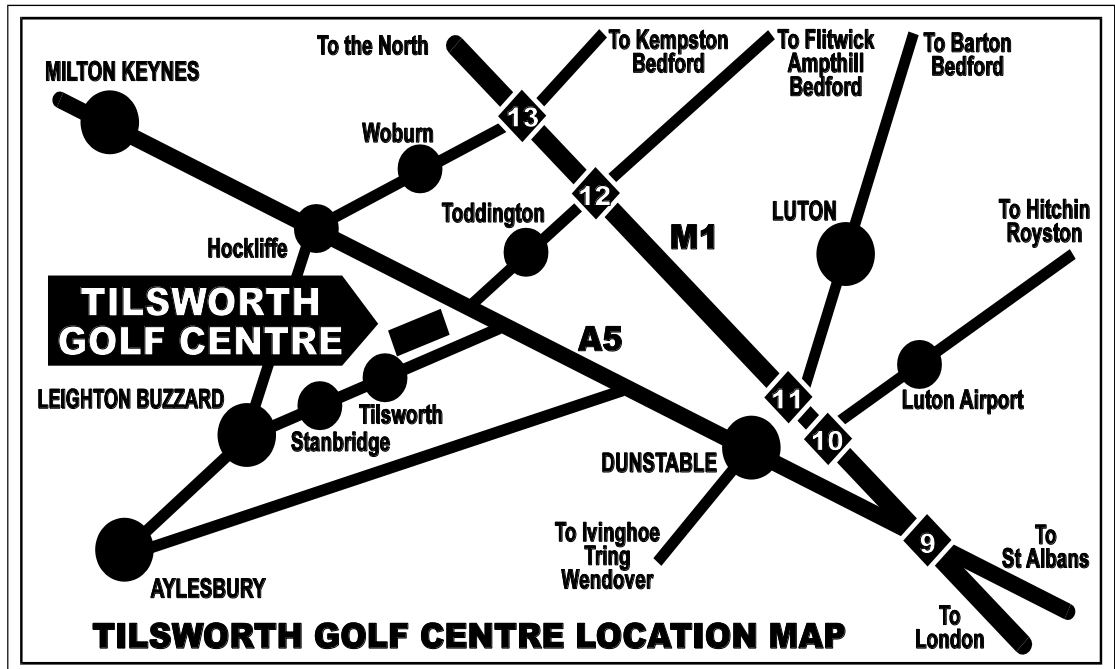 To the North
To Kempston
Bedford
To Flitwick
Ampthill
Bedford
To Barton
Bedford
MILTON KEYNES
13
Woburn
12
Toddington
LUTON
To Hitchin
Royston
M1
Hockliffe
TILSWORTH
GOLF CENTRE
A5
LEIGHTON BUZZARD
11
Luton Airport
Tilsworth
Stanbridge
10
DUNSTABLE
To Ivinghoe
Tring
Wendover
9
To
St Albans
AYLESBURY
To
London
TILSWORTH GOLF CENTRE LOCATION MAP